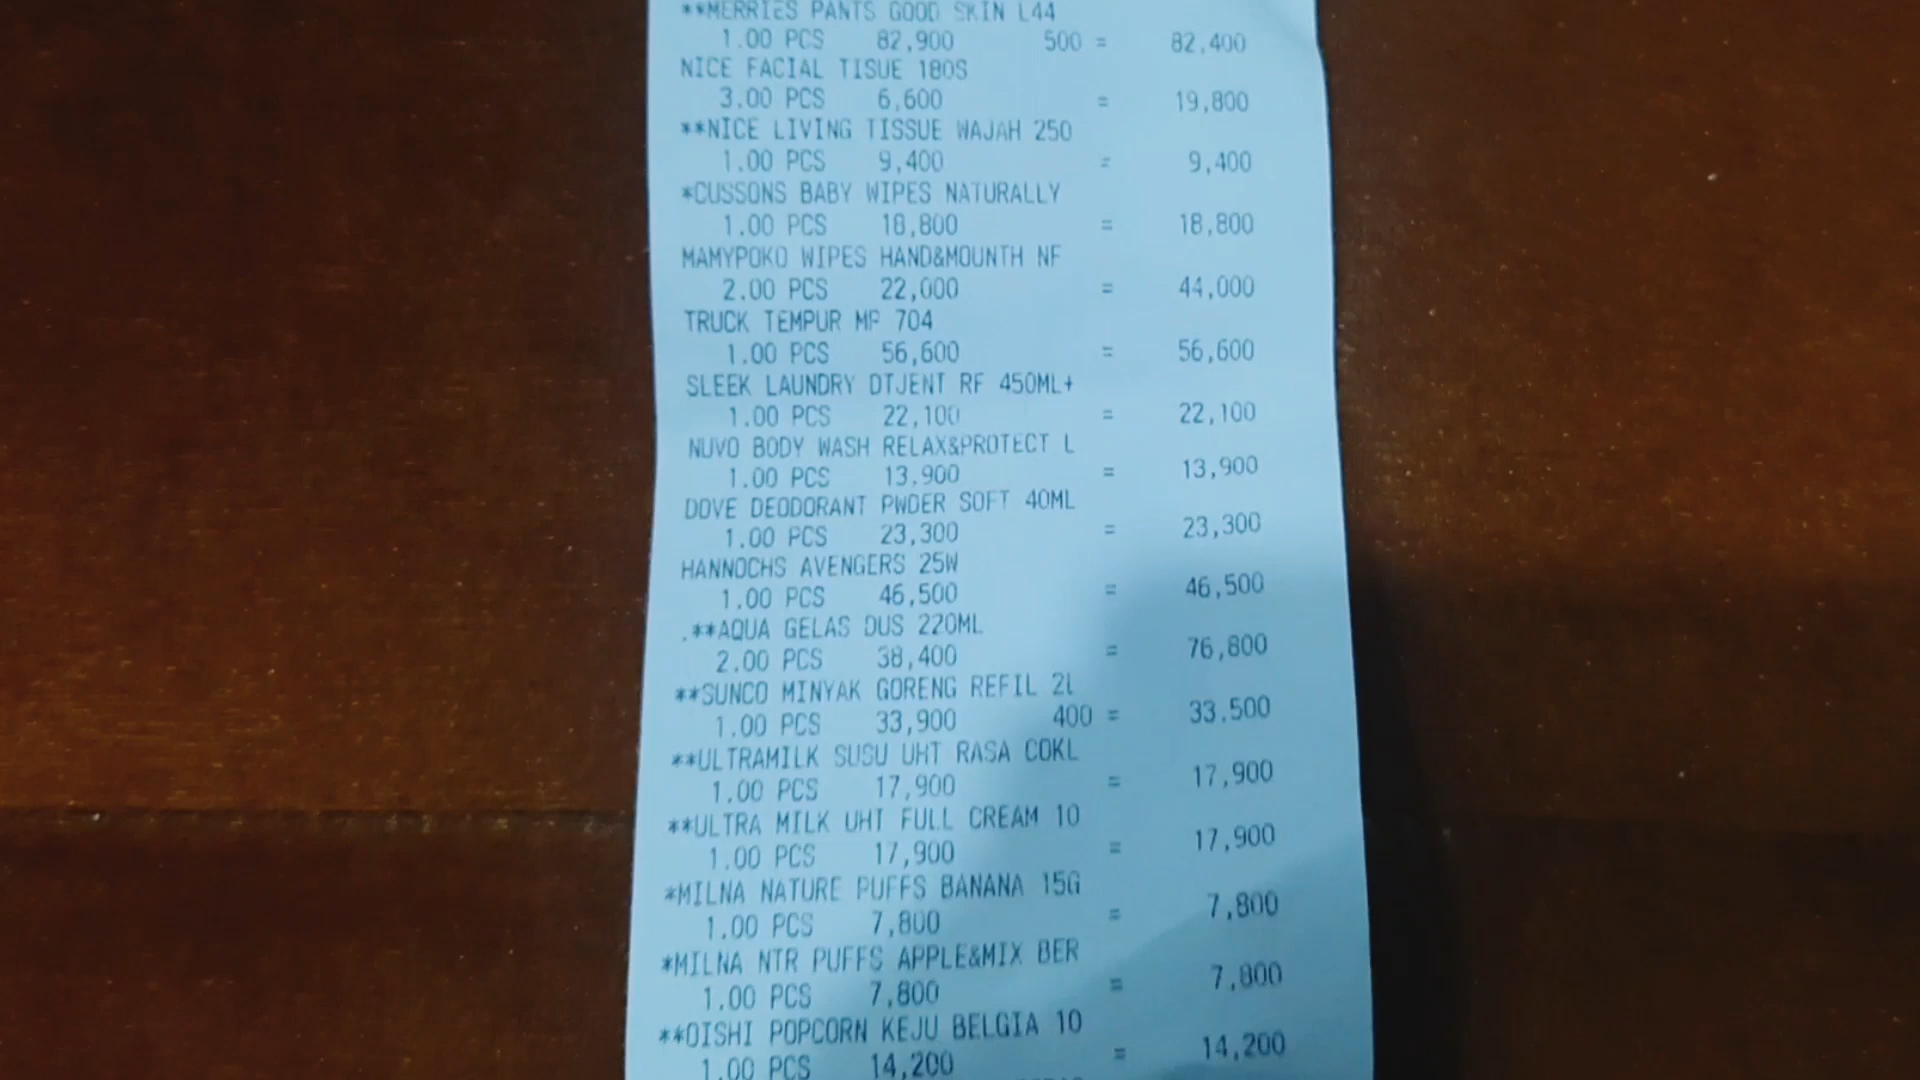 **MERRIES PANTS GOOD SKIN L44
1.00 PCS 82,900 500 = 82,400
NICE FACIAL TISUE 180S
3.00 PCS 6,600 = 19,800
**NICE LIVING TISSUE WAJAH 250
1.00 PCS 9,400 = 9,400
*CUSSONS BABY WIPES NATURALLY
1.00 PCS 18,800 = 18,800
MAMYPOKO WIPES HAND&MOUNTH NF
2.00 PCS 22,000 = 44,000
TRUCK TEMPUR MP 704
1.00 PCS 56,600 = 56,600
SLEEK LAUNDRY DTJENT RF 450ML+
1.00 PCS 22,100 = 22,100
NUVO BODY WASH RELAX&PROTECT L
1.00 PCS 13,900 = 13,900
DOVE DEODORANT PWDER SOFT 40ML
1.00 PCS 23,300 = 23,300
HANNOCHS AVENGERS 25W
1.00 PCS 46,500 = 46,500
.**AQUA GELAS DUS 220ML
2.00 PCS 38,400 = 76,800
**SUNCO MINYAK GORENG REFIL 2L
1.00 PCS 33,900 400 = 33,500
**ULTRAMILK SUSU UHT RASA COKL
1.00 PCS 17,900 = 17,900
**ULTRA MILK UHT FULL CREAM 10
1.00 PCS 17,900 = 17,900
*MILNA NATURE PUFFS BANANA 15G
1.00 PCS 7,800 = 7,800
*MILNA NTR PUFFS APPLE&MIX BER
1.00 PCS 7,800 = 7,800
**OISHI POPCORN KEJU BELGIA 10
1.00 PCS 14,200 = 14,200